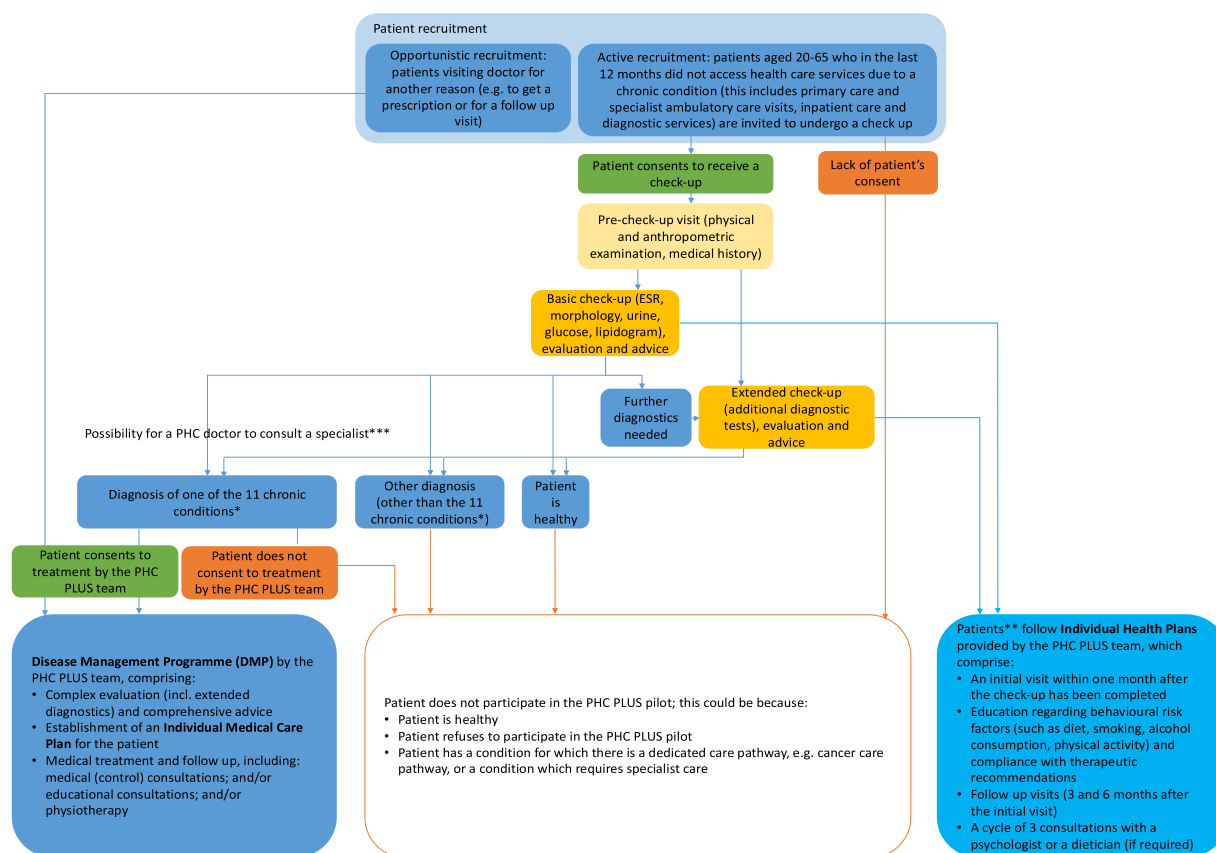 Patient recruitment
Opportunistic recruitment:
patients visiting doctor for
another reason (e.g. to get a
prescription or for a follow up
visit)
Active recruitment: patients aged 20-65 who in the last
12 months did not access health care services due to a
chronic condition (this includes primary care and
specialist ambulatory care visits, inpatient care and
diagnostic services) are invited to undergo a check up
Patient consents to receive a
check-up
Lack of patient's
consent
Pre-check-up visit (physical
and anthropometric
examination, medical history)
Basic check-up (ESR,
morphology, urine,
glucose, lipidogram),
evaluation and advice
Further
diagnostics
needed
Extended check-up
(additional diagnostic
tests), evaluation and
advice
Possibility for a PHC doctor to consult a specialist***
Diagnosis of one of the 11 chronic
conditions*
Other diagnosis
(other than the 11
chronic conditions*)
Patient
is
healthy
Patient consents to
treatment by the PHC
PLUS team
Patient does not
consent to treatment
by the PHC PLUS team
Disease Management Programme (DMP) by the
PHC PLUS team, comprising:
• Complex evaluation (incl. extended
diagnostics) and comprehensive advice
• Establishment of an Individual Medical Care
Plan for the patient
• Medical treatment and follow up, including:
medical (control) consultations; and/or
educational consultations; and/or
physiotherapy
Patient does not participate in the PHC PLUS pilot; this could be because:
• Patient is healthy
• Patient refuses to participate in the PHC PLUS pilot
• Patient has a condition for which there is a dedicated care pathway, e.g. cancer care
pathway, or a condition which requires specialist care
Patients** follow Individual Health Plans
provided by the PHC PLUS team, which
comprise:
• An initial visit within one month after
the check-up has been completed
• Education regarding behavioural risk
factors (such as diet, smoking, alcohol
consumption, physical activity) and
compliance with therapeutic
recommendations
• Follow up visits (3 and 6 months after
the initial visit)
• A cycle of 3 consultations with a
psychologist or a dietician (if required)